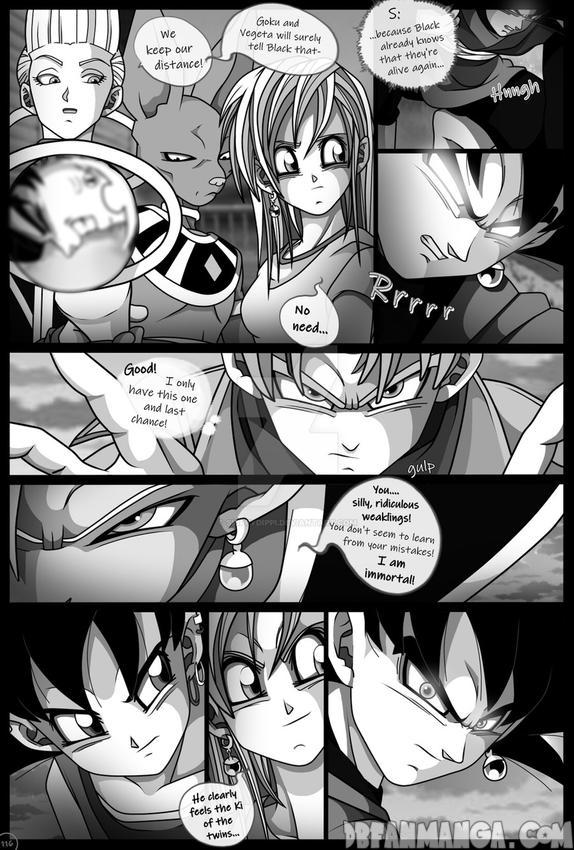 We
keep our
distance!
Goku and
Vegeta will surely
tell Black that-
S:
...because Black
already knows
that they're
alive again...
Hnngh
No
need...
Rrrrr
Good!
I only
have this one
and last
chance!
gulp
You....
silly, ridiculous
weaklings!
You don't seem to learn
from your mistakes!
I am
immortal!
He clearly
feels the Ki
of the
twins...
116
DBFANMANGA.COM